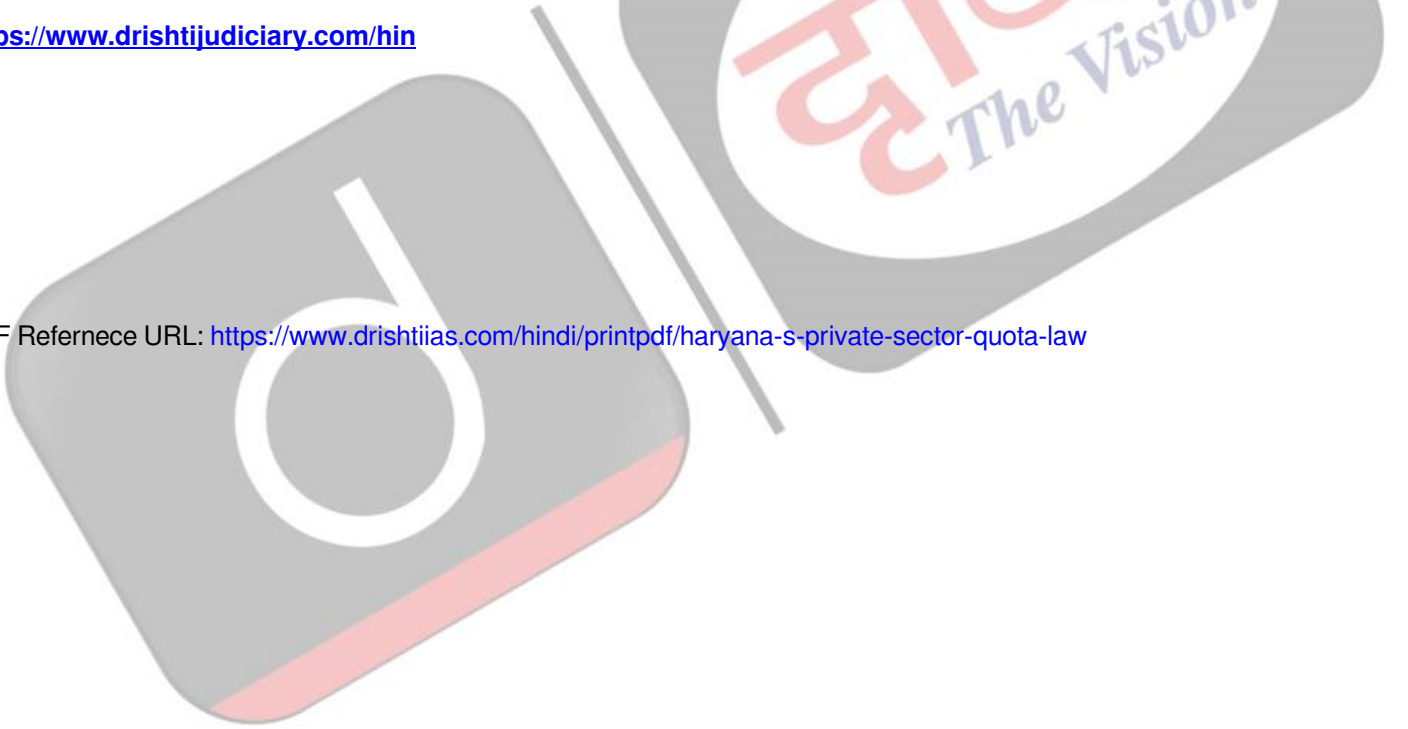 ps://www.drishtijudiciary.com/hin
The Vision
F Refernece URL: https://www.drishtiias.com/hindi/printpdf/haryana-s-private-sector-quota-law
d